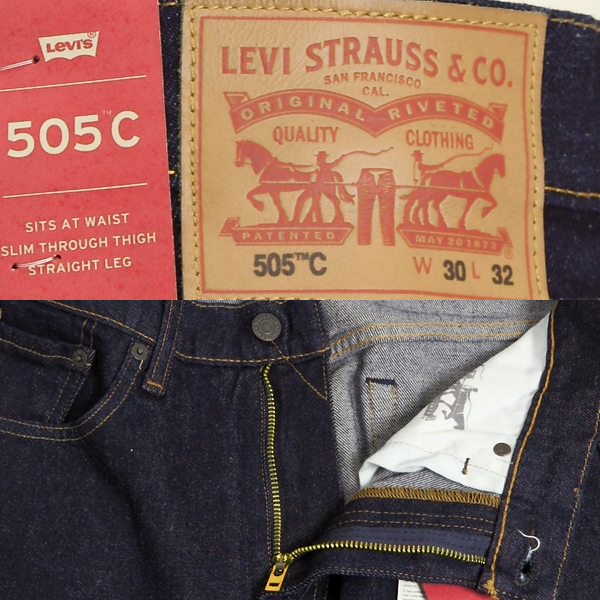 LEVI'S®
505™C
SITS AT WAIST
SLIM THROUGH THIGH
STRAIGHT LEG
LEVI STRAUSS & CO.
SAN FRANCISCO
CAL.
ORIGINAL RIVETED
QUALITY CLOTHING
PATENTED MAY 20 1873
®
505™C W 30 L 32